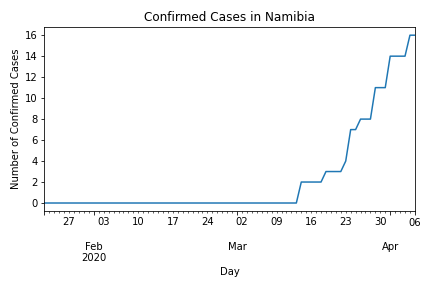 Confirmed Cases in Namibia
Number of Confirmed Cases
16
14
12
10
8
6
4
2
0
27 03 10 17 24 02 09 16 23 30 06
Feb Mar Apr
2020
Day